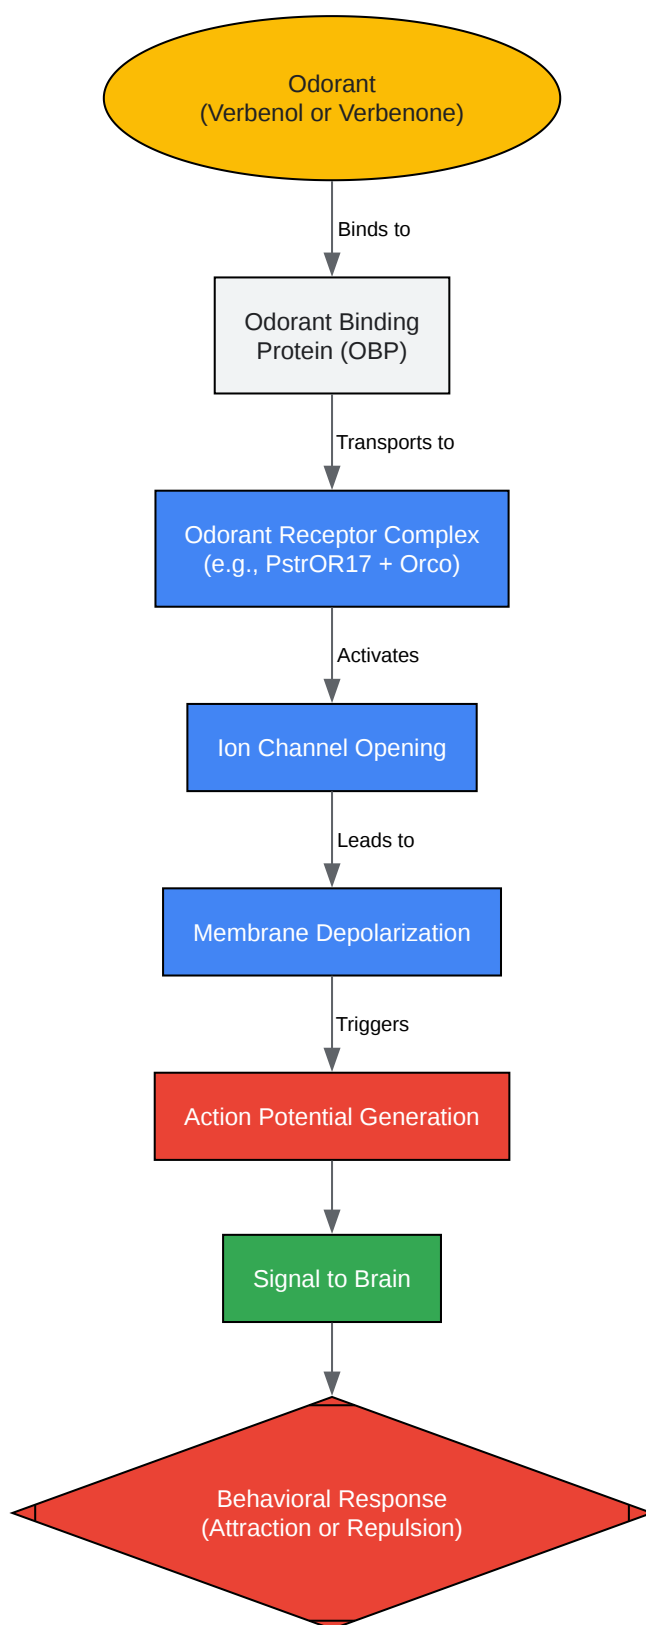 Odorant
(Verbenol or Verbenone)
Binds to
Odorant Binding
Protein (OBP)
Transports to
Odorant Receptor Complex
(e.g., PstrOR17 + Orco)
Activates
Ion Channel Opening
Leads to
Membrane Depolarization
Triggers
Action Potential Generation
Signal to Brain
Behavioral Response
(Attraction or Repulsion)